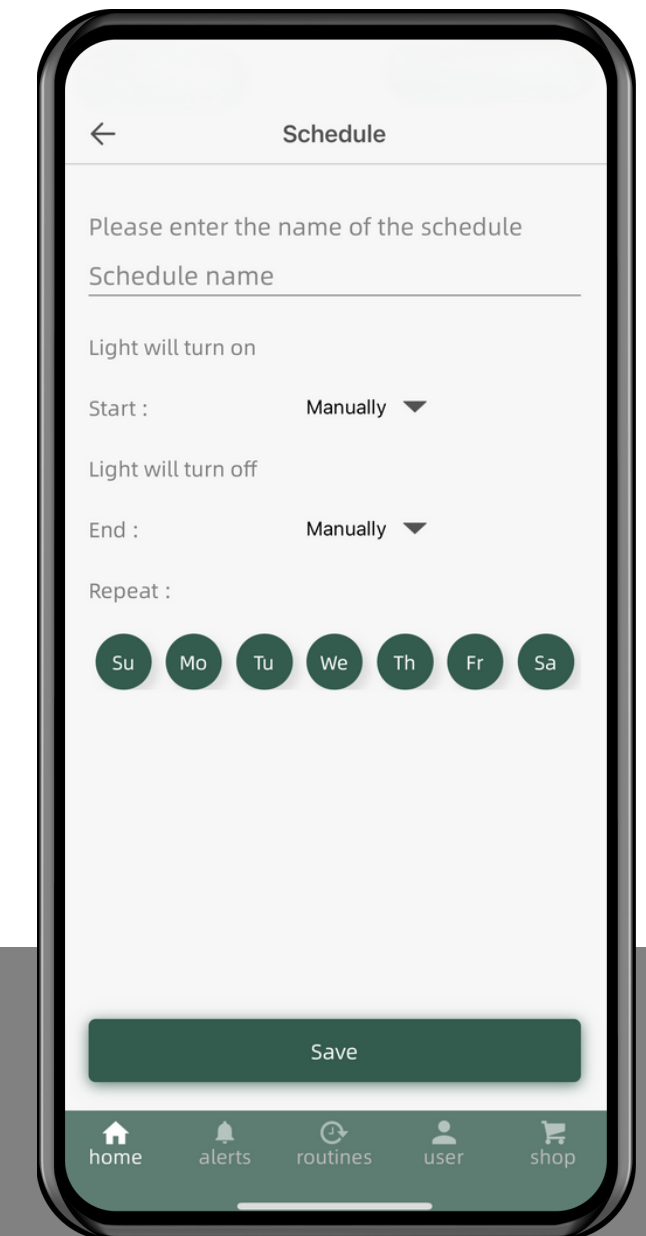 Schedule
Please enter the name of the schedule
Schedule name
Light will turn on
Start : Manually
Light will turn off
End : Manually
Repeat :
Su Mo Tu We Th Fr Sa
Save
home alerts routines user shop